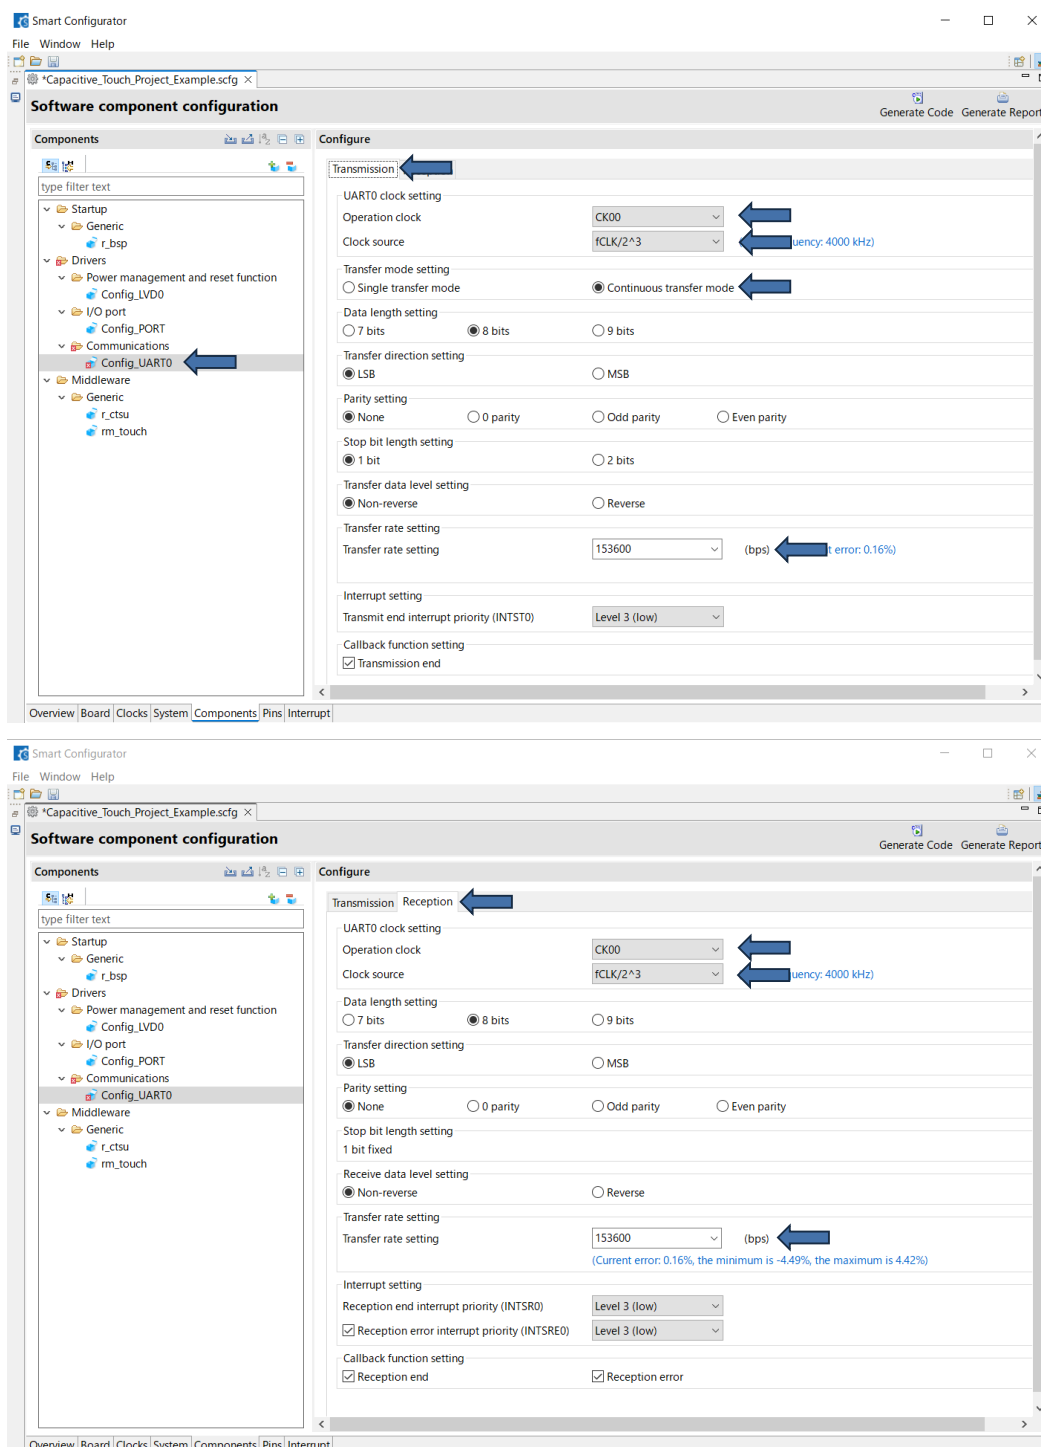 Smart Configurator
File Window Help
*Capacitive_Touch_Project_Example.scfg
Software component configuration
Generate Code Generate Report
Components
type filter text
Startup
Generic
r_bsp
Drivers
Power management and reset function
Config_LVD0
I/O port
Config_PORT
Communications
Config_UART0
Middleware
Generic
r_ctsu
rm_touch
Configure
Transmission
UART0 clock setting
Operation clock CK00
Clock source fCLK/2^3 uency: 4000 kHz)
Transfer mode setting
Single transfer mode Continuous transfer mode
Data length setting
7 bits 8 bits 9 bits
Transfer direction setting
LSB MSB
Parity setting
None 0 parity Odd parity Even parity
Stop bit length setting
1 bit 2 bits
Transfer data level setting
Non-reverse Reverse
Transfer rate setting
Transfer rate setting 153600 (bps) t error: 0.16%)
Interrupt setting
Transmit end interrupt priority (INTST0) Level 3 (low)
Callback function setting
Transmission end
Overview Board Clocks System Components Pins Interrupt
Smart Configurator
File Window Help
*Capacitive_Touch_Project_Example.scfg
Software component configuration
Generate Code Generate Report
Components
type filter text
Startup
Generic
r_bsp
Drivers
Power management and reset function
Config_LVD0
I/O port
Config_PORT
Communications
Config_UART0
Middleware
Generic
r_ctsu
rm_touch
Configure
Transmission Reception
UART0 clock setting
Operation clock CK00
Clock source fCLK/2^3 uency: 4000 kHz)
Data length setting
7 bits 8 bits 9 bits
Transfer direction setting
LSB MSB
Parity setting
None 0 parity Odd parity Even parity
Stop bit length setting
1 bit fixed
Receive data level setting
Non-reverse Reverse
Transfer rate setting
Transfer rate setting 153600 (bps)
(Current error: 0.16%, the minimum is -4.49%, the maximum is 4.42%)
Interrupt setting
Reception end interrupt priority (INTSR0) Level 3 (low)
Reception error interrupt priority (INTSRE0) Level 3 (low)
Callback function setting
Reception end Reception error
Overview Board Clocks System Components Pins Interrupt